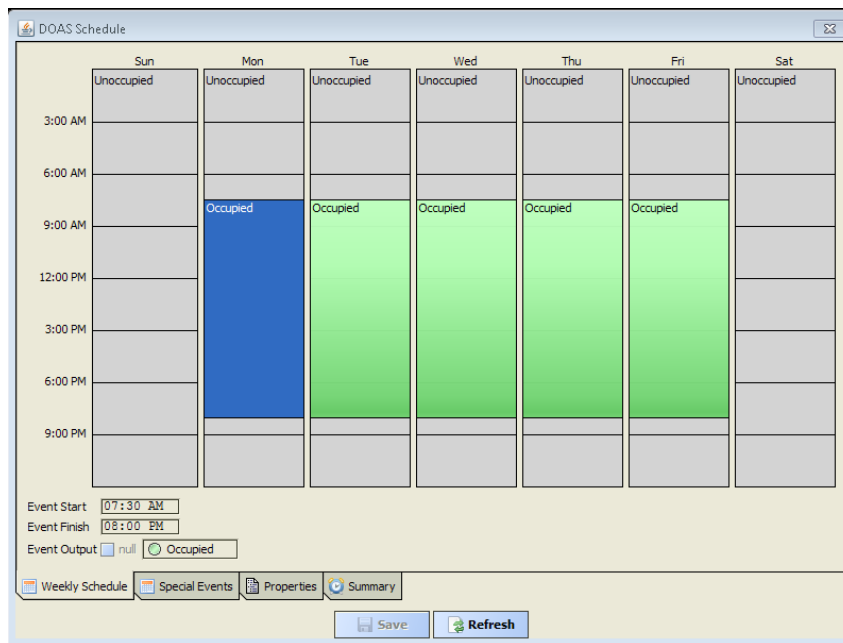 DOAS Schedule
Sun Mon Tue Wed Thu Fri Sat
Unoccupied Unoccupied Unoccupied Unoccupied Unoccupied Unoccupied Unoccupied
3:00 AM
6:00 AM
Occupied Occupied Occupied Occupied Occupied
9:00 AM
12:00 PM
3:00 PM
6:00 PM
9:00 PM
Event Start 07:30 AM
Event Finish 08:00 PM
Event Output null Occupied
Weekly Schedule Special Events Properties Summary
Save Refresh